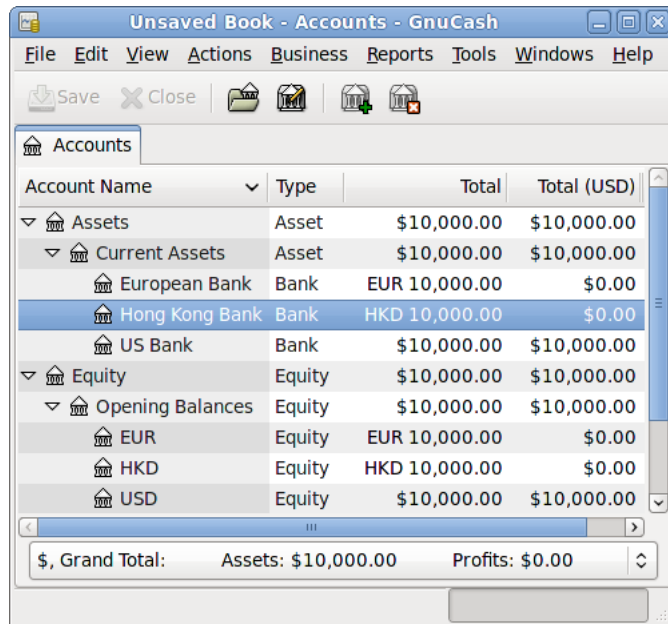 Unsaved Book - Accounts - GnuCash
File Edit View Actions Business Reports Tools Windows Help
Save Close
Accounts
Account Name Type Total Total (USD)
Assets Asset $10,000.00 $10,000.00
Current Assets Asset $10,000.00 $10,000.00
European Bank Bank EUR 10,000.00 $0.00
Hong Kong Bank Bank HKD 10,000.00 $0.00
US Bank Bank $10,000.00 $10,000.00
Equity Equity $10,000.00 $10,000.00
Opening Balances Equity $10,000.00 $10,000.00
EUR Equity EUR 10,000.00 $0.00
HKD Equity HKD 10,000.00 $0.00
USD Equity $10,000.00 $10,000.00
$, Grand Total: Assets: $10,000.00 Profits: $0.00